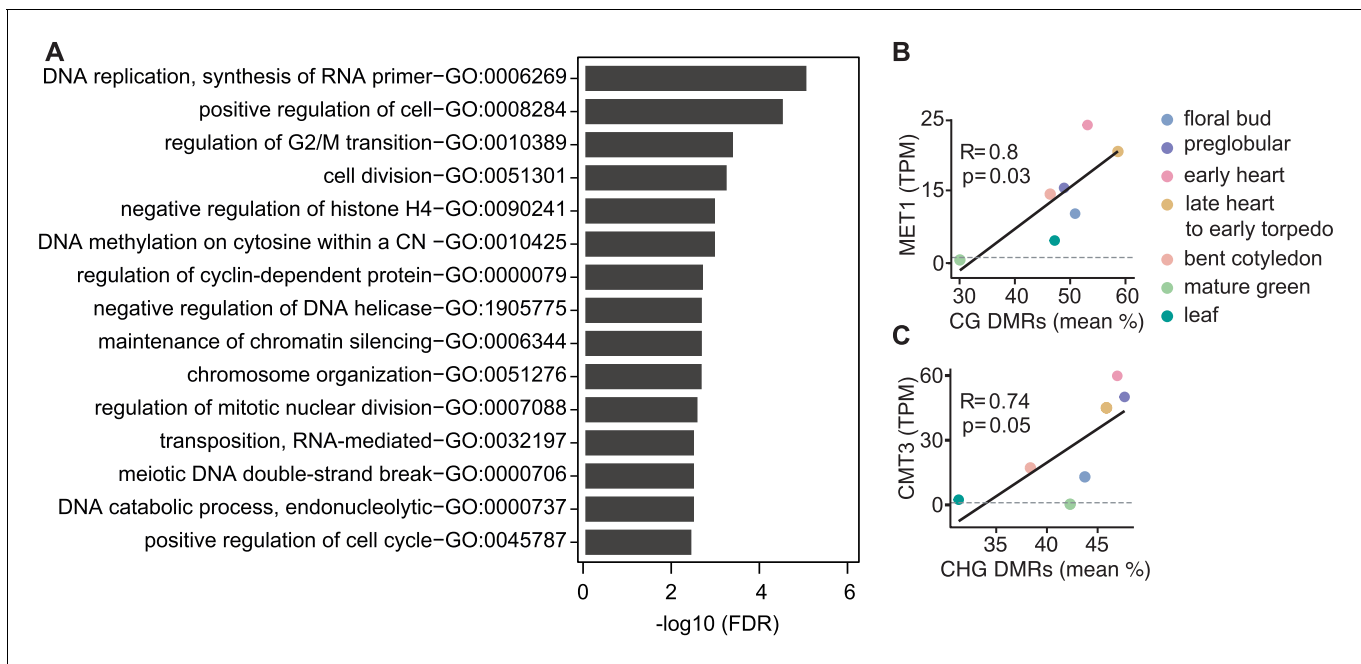 A
DNA replication, synthesis of RNA primer−GO:0006269
positive regulation of cell−GO:0008284
regulation of G2/M transition−GO:0010389
cell division−GO:0051301
negative regulation of histone H4−GO:0090241
DNA methylation on cytosine within a CN −GO:0010425
regulation of cyclin-dependent protein−GO:0000079
negative regulation of DNA helicase−GO:1905775
maintenance of chromatin silencing−GO:0006344
chromosome organization−GO:0051276
regulation of mitotic nuclear division−GO:0007088
transposition, RNA-mediated−GO:0032197
meiotic DNA double-strand break−GO:0000706
DNA catabolic process, endonucleolytic−GO:0000737
positive regulation of cell cycle−GO:0045787
0 2 4 6
-log10 (FDR)
B
25
15
0
MET1 (TPM)
R=0.8
p=0.03
30 40 50 60
CG DMRs (mean %)
floral bud
preglobular
early heart
late heart
to early torpedo
bent cotyledon
mature green
leaf
C
60
30
0
CMT3 (TPM)
R=0.74
p=0.05
35 40 45
CHG DMRs (mean %)